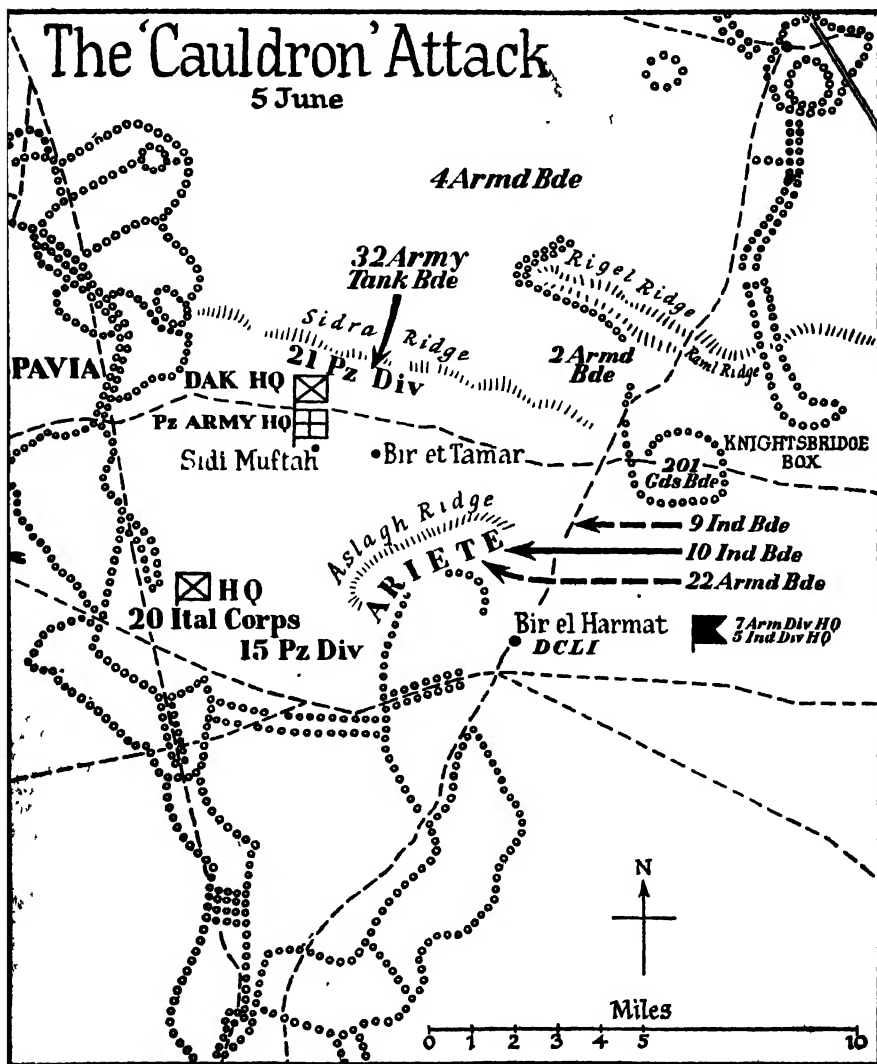 The 'Cauldron' Attack
5 June
4 Armd Bde
32 Army
Tank Bde
Rigel Ridge
Sidra Ridge
Raml Ridge
21 Pz Div
2 Armd
Bde
PAVIA
DAK HQ
Pz ARMY HQ
Sidi Muftah
Bir et Tamar
KNIGHTSBRIDGE
BOX
201
Gds Bde
Aslagh Ridge
ARIETE
9 Ind Bde
10 Ind Bde
22 Armd Bde
HQ
20 Ital Corps
15 Pz Div
Bir el Harmat
DCLI
7 Arm Div HQ
5 Ind Div HQ
N
Miles
0 1 2 3 4 5 10